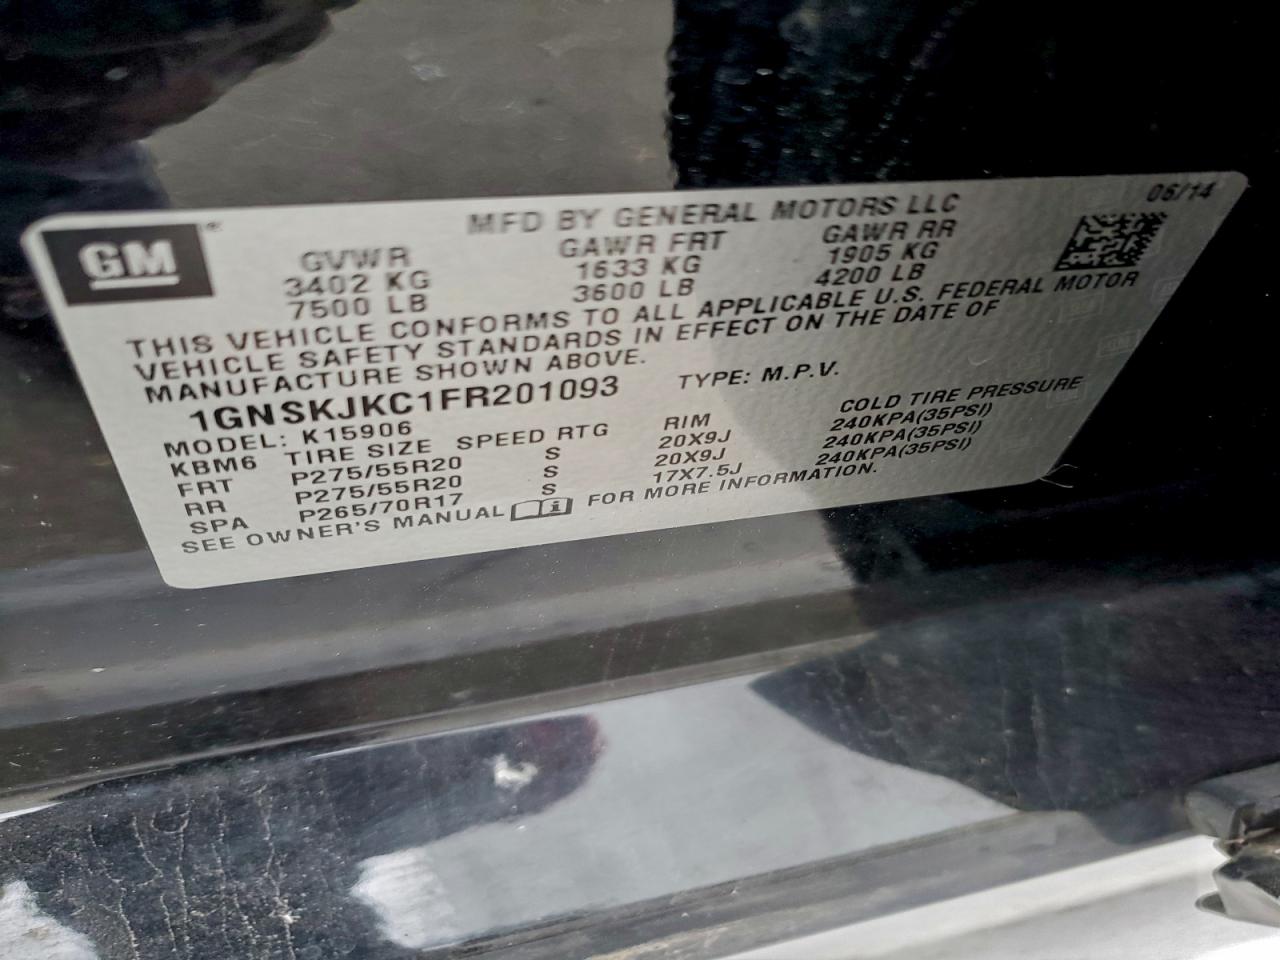 06/14
GM®
MFD BY GENERAL MOTORS LLC
GVWR GAWR FRT GAWR RR
3402 KG 1633 KG 1905 KG
7500 LB 3600 LB 4200 LB
THIS VEHICLE CONFORMS TO ALL APPLICABLE U.S. FEDERAL MOTOR
VEHICLE SAFETY STANDARDS IN EFFECT ON THE DATE OF
MANUFACTURE SHOWN ABOVE.
1GNSKJKC1FR201093 TYPE: M.P.V.
MODEL: K15906
KBM6 TIRE SIZE SPEED RTG RIM COLD TIRE PRESSURE
FRT P275/55R20 S 20X9J 240KPA(35PSI)
RR P275/55R20 S 20X9J 240KPA(35PSI)
SPA P265/70R17 S 17X7.5J 240KPA(35PSI)
SEE OWNER'S MANUAL i FOR MORE INFORMATION.